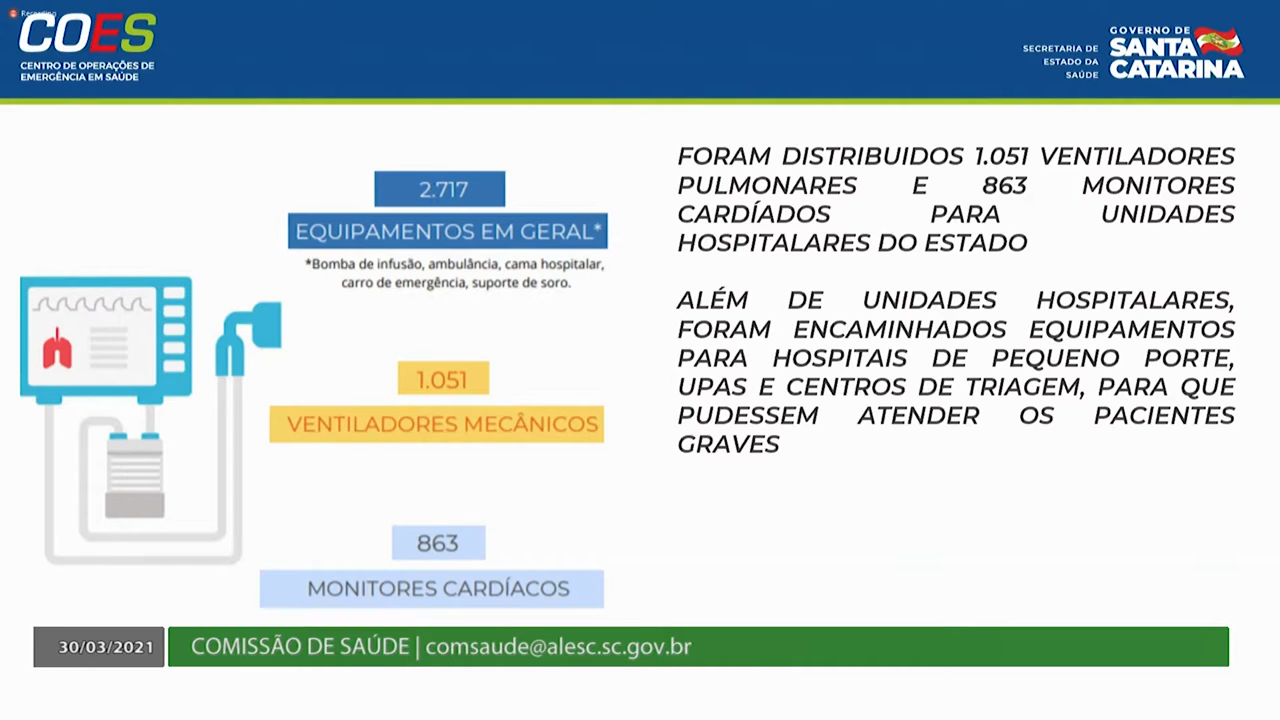 Recording
COES
CENTRO DE OPERAÇÕES DE
EMERGÊNCIA EM SAÚDE
SECRETARIA DE
ESTADO DA
SAÚDE
GOVERNO DE
SANTA
CATARINA
2.717
EQUIPAMENTOS EM GERAL*
*Bomba de infusão, ambulância, cama hospitalar,
carro de emergência, suporte de soro.
1.051
VENTILADORES MECÂNICOS
863
MONITORES CARDÍACOS
FORAM DISTRIBUIDOS 1.051 VENTILADORES
PULMONARES E 863 MONITORES
CARDÍADOS PARA UNIDADES
HOSPITALARES DO ESTADO
ALÉM DE UNIDADES HOSPITALARES,
FORAM ENCAMINHADOS EQUIPAMENTOS
PARA HOSPITAIS DE PEQUENO PORTE,
UPAS E CENTROS DE TRIAGEM, PARA QUE
PUDESSEM ATENDER OS PACIENTES
GRAVES
30/03/2021
COMISSÃO DE SAÚDE | comsaude@alesc.sc.gov.br